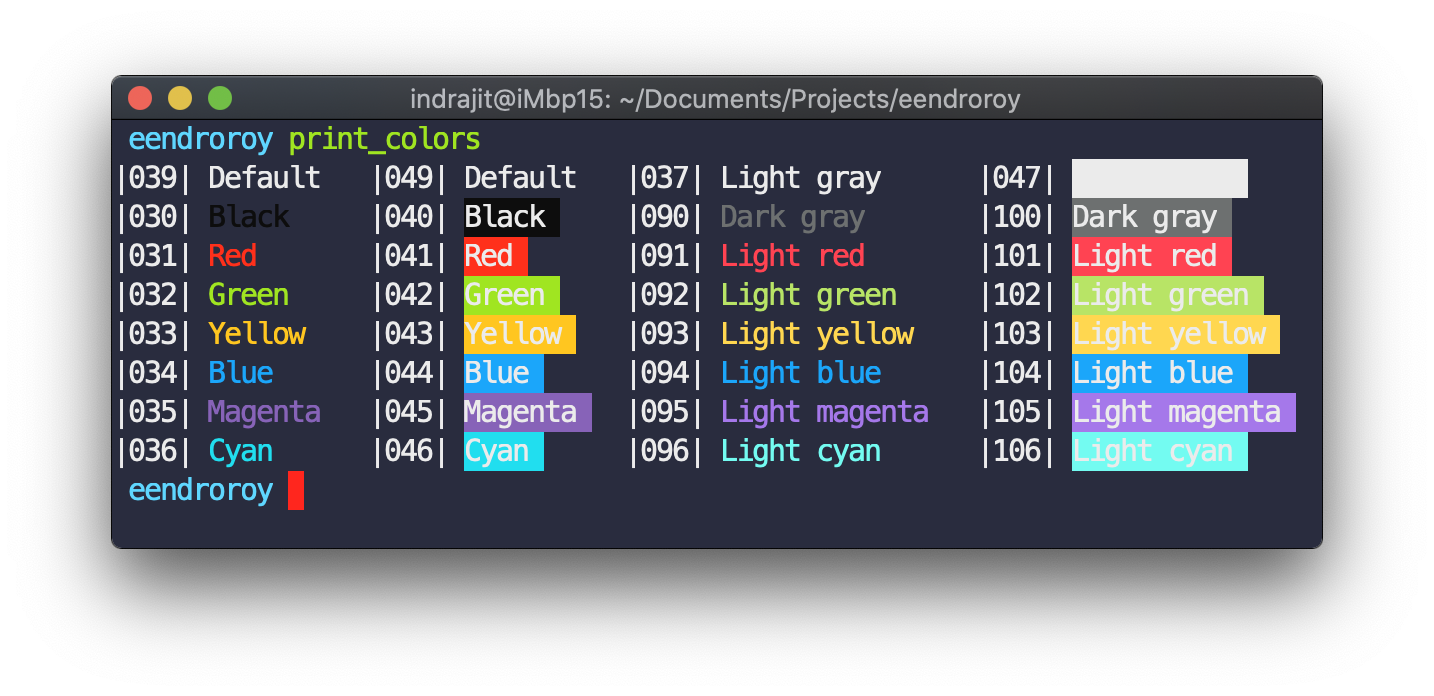 indrajit@iMbp15: ~/Documents/Projects/eendroroy
eendroroy print_colors
|039| Default |049| Default |037| Light gray |047|
|030| Black |040| Black |090| Dark gray |100| Dark gray
|031| Red |041| Red |091| Light red |101| Light red
|032| Green |042| Green |092| Light green |102| Light green
|033| Yellow |043| Yellow |093| Light yellow |103| Light yellow
|034| Blue |044| Blue |094| Light blue |104| Light blue
|035| Magenta |045| Magenta |095| Light magenta |105| Light magenta
|036| Cyan |046| Cyan |096| Light cyan |106| Light cyan
eendroroy